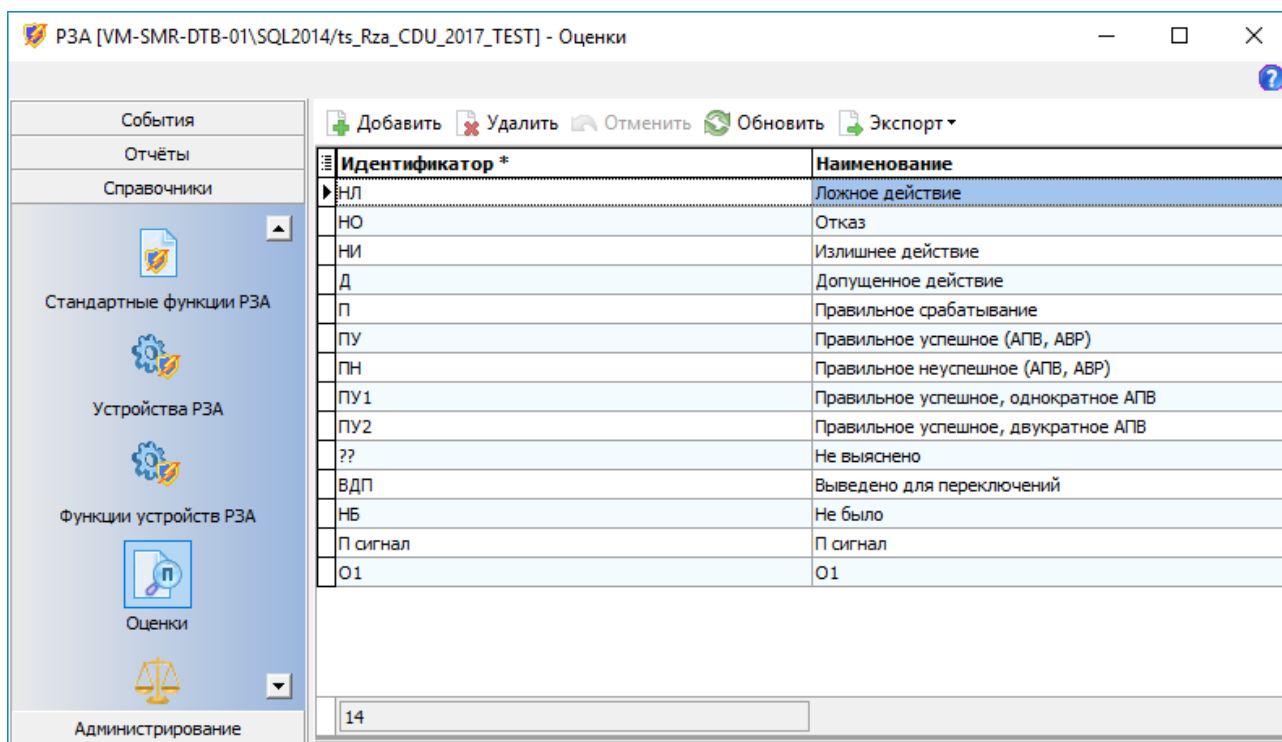 РЗА [VM-SMR-DTB-01\SQL2014/ts_Rza_CDU_2017_TEST] - Оценки
События
Отчёты
Справочники
Стандартные функции РЗА
Устройства РЗА
Функции устройств РЗА
П
Оценки
Администрирование
Добавить Удалить Отменить Обновить Экспорт
Идентификатор * Наименование
НЛ Ложное действие
НО Отказ
НИ Излишнее действие
Д Допущенное действие
П Правильное срабатывание
ПУ Правильное успешное (АПВ, АВР)
ПН Правильное неуспешное (АПВ, АВР)
ПУ1 Правильное успешное, однократное АПВ
ПУ2 Правильное успешное, двукратное АПВ
?? Не выяснено
ВДП Выведено для переключений
НБ Не было
П сигнал П сигнал
О1 О1
14